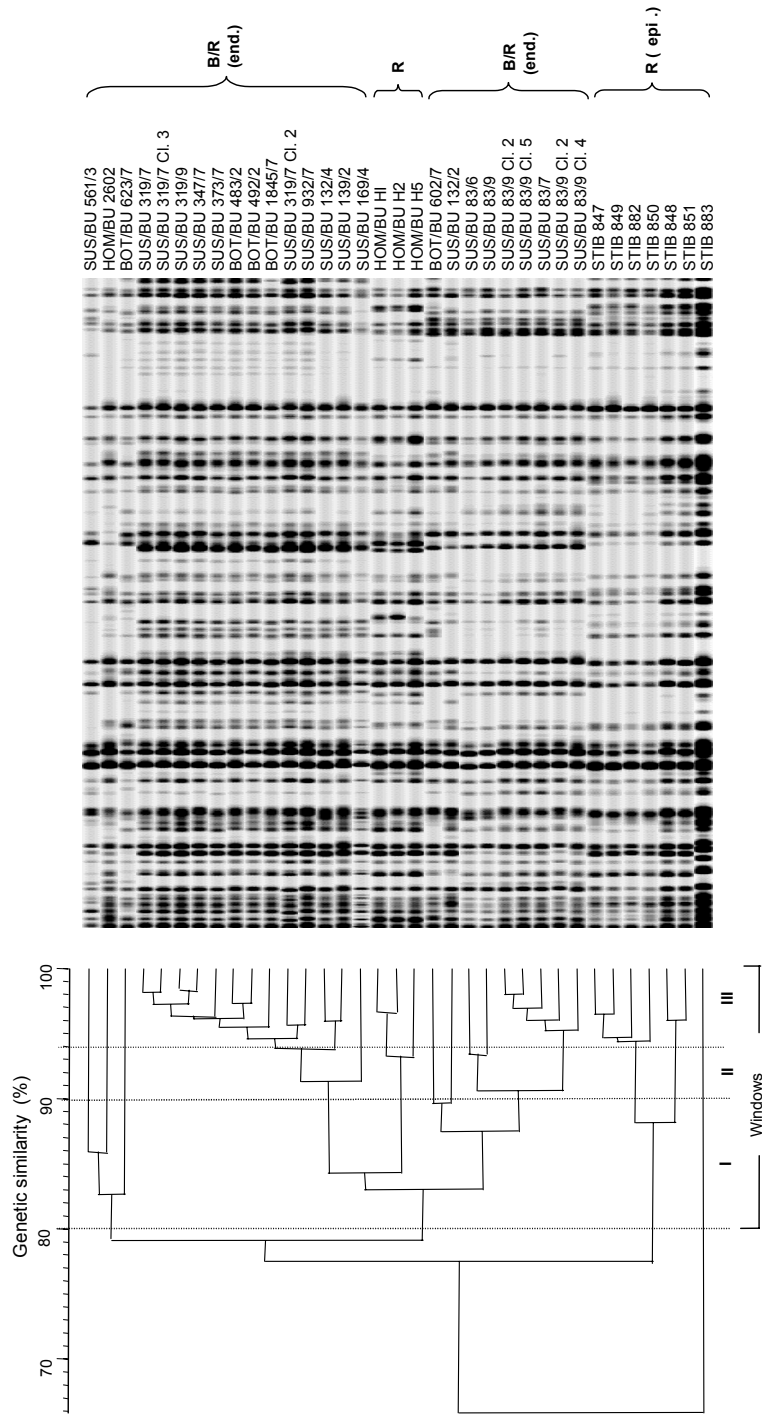 B/R
(end.)
R
B/R
(end.)
R ( epi .)
SUS/BU 561/3
HOM/BU 2602
BOT/BU 623/7
SUS/BU 319/7
SUS/BU 319/7 Cl. 3
SUS/BU 319/9
SUS/BU 347/7
SUS/BU 373/7
BOT/BU 483/2
BOT/BU 492/2
BOT/BU 1845/7
SUS/BU 319/7 Cl. 2
SUS/BU 932/7
SUS/BU 132/4
SUS/BU 139/2
SUS/BU 169/4
HOM/BU HI
HOM/BU H2
HOM/BU H5
BOT/BU 602/7
SUS/BU 132/2
SUS/BU 83/6
SUS/BU 83/9
SUS/BU 83/9 Cl. 2
SUS/BU 83/9 Cl. 5
SUS/BU 83/7
SUS/BU 83/9 Cl. 2
SUS/BU 83/9 Cl. 4
STIB 847
STIB 849
STIB 882
STIB 850
STIB 848
STIB 851
STIB 883
Genetic similarity (%)
100
90
80
70
III
II
I
Windows